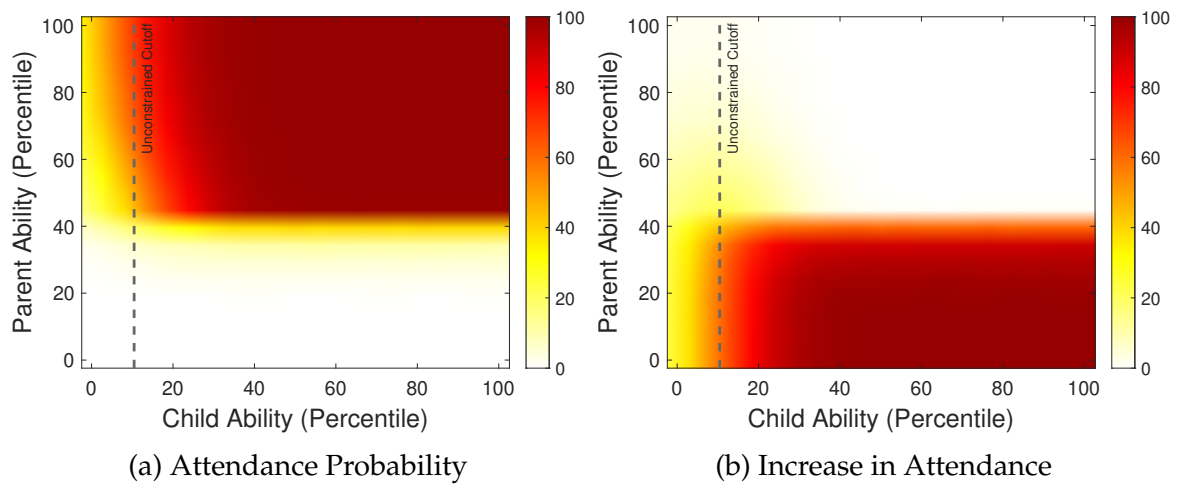 100
80
60
40
20
0
Parent Ability (Percentile)
Unconstrained Cutoff
0 20 40 60 80 100
Child Ability (Percentile)
100
80
60
40
20
0
(a) Attendance Probability
100
80
60
40
20
0
Parent Ability (Percentile)
Unconstrained Cutoff
0 20 40 60 80 100
Child Ability (Percentile)
100
80
60
40
20
0
(b) Increase in Attendance